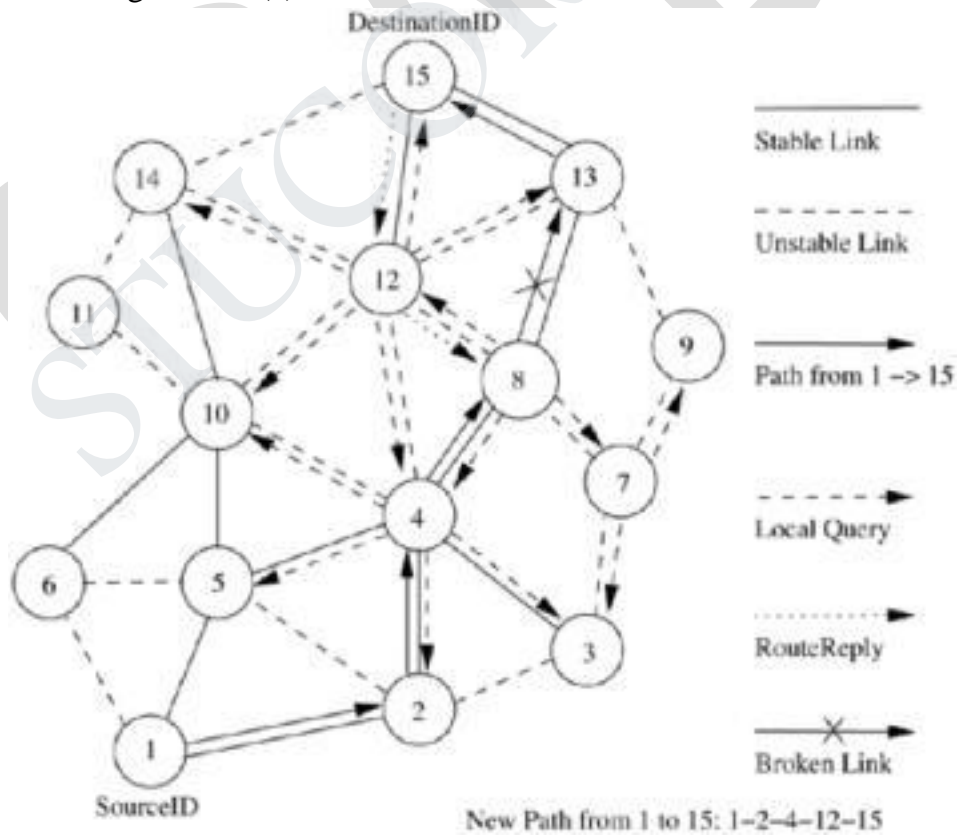 DestinationID
15
14
13
12
11
10
9
8
7
6
5
4
3
2
1
SourceID
Stable Link
Unstable Link
Path from 1 -> 15
Local Query
RouteReply
Broken Link
New Path from 1 to 15: 1-2-4-12-15
STUCO